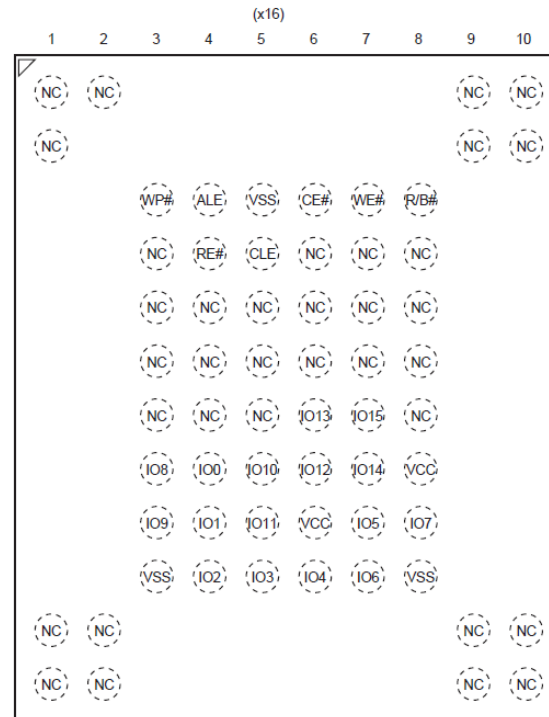 (x16)
1 2 3 4 5 6 7 8 9 10
NC NC NC NC
NC NC NC
WP# ALE VSS CE# WE# R/B#
NC RE# CLE NC NC NC
NC NC NC NC NC NC
NC NC NC NC NC NC
NC NC NC IO13 IO15 NC
IO8 IO0 IO10 IO12 IO14 VCC
IO9 IO1 IO11 VCC IO5 IO7
VSS IO2 IO3 IO4 IO6 VSS
NC NC NC NC
NC NC NC NC